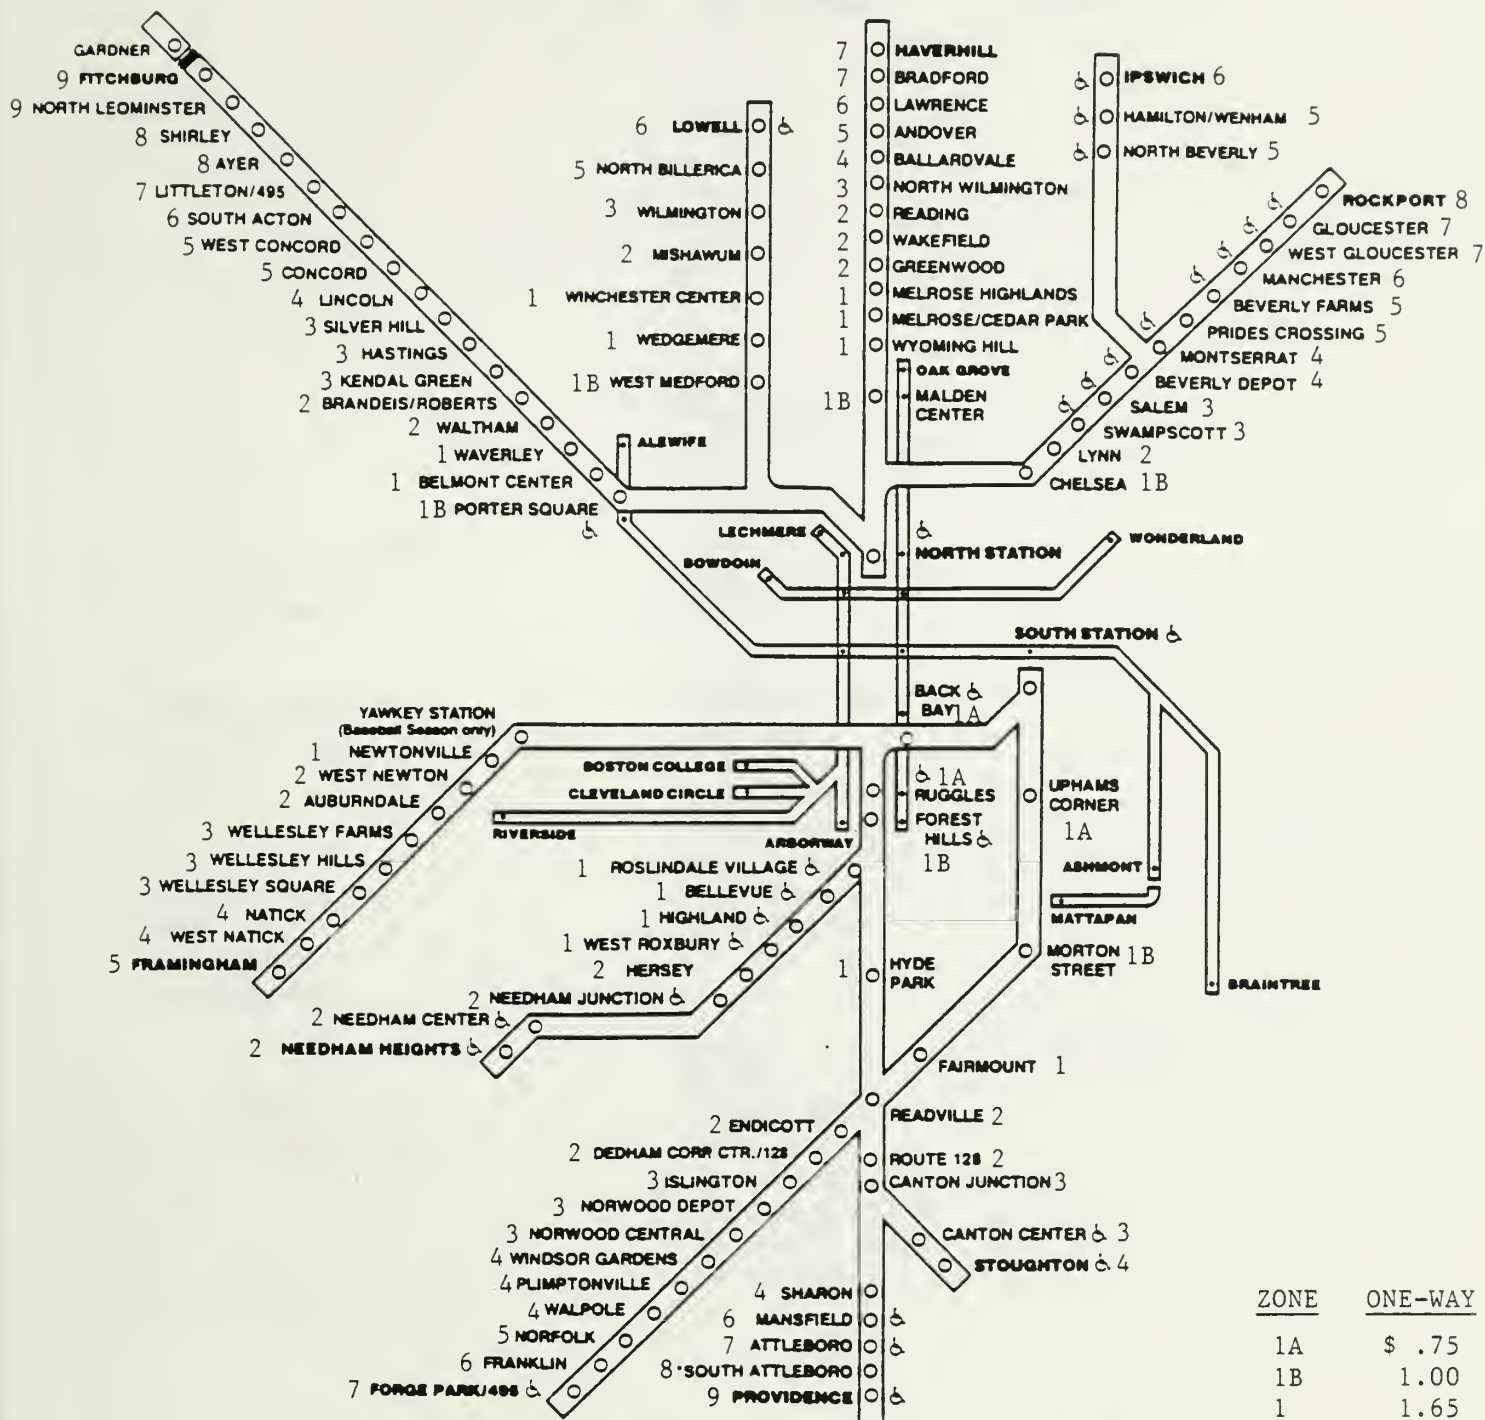 GARDNER
9 FITCHBURG
9 NORTH LEOMINSTER
8 SHIRLEY
8 AYER
7 LITTLETON/495
6 SOUTH ACTON
5 WEST CONCORD
5 CONCORD
4 LINCOLN
3 SILVER HILL
3 HASTINGS
3 KENDAL GREEN
2 BRANDEIS/ROBERTS
2 WALTHAM
1 WAVERLEY
1 BELMONT CENTER
1B PORTER SQUARE
6 LOWELL
5 NORTH BILLERICA
3 WILMINGTON
2 MISHAWUM
1 WINCHESTER CENTER
1 WEDGEMERE
1B WEST MEDFORD
7 HAVERHILL
7 BRADFORD
6 LAWRENCE
5 ANDOVER
4 BALLARDVALE
3 NORTH WILMINGTON
2 READING
2 WAKEFIELD
2 GREENWOOD
1 MELROSE HIGHLANDS
1 MELROSE/CEDAR PARK
1 WYOMING HILL
OAK GROVE
1B MALDEN
CENTER
IPSWICH 6
HAMILTON/WENHAM 5
NORTH BEVERLY 5
ROCKPORT 8
GLOUCESTER 7
WEST GLOUCESTER 7
MANCHESTER 6
BEVERLY FARMS 5
PRIDES CROSSING 5
MONTSERRAT 4
BEVERLY DEPOT 4
SALEM 3
SWAMPSCOTT 3
LYNN 2
CHELSEA 1B
ALEWIFE
LECHMERE
BOWDOIN
NORTH STATION
WONDERLAND
SOUTH STATION
BACK
BAY 1A
YAWKEY STATION
(Baseball Season only)
1 NEWTONVILLE
2 WEST NEWTON
2 AUBURNDALE
3 WELLESLEY FARMS
3 WELLESLEY HILLS
3 WELLESLEY SQUARE
4 NATICK
4 WEST NATICK
5 FRAMINGHAM
BOSTON COLLEGE
CLEVELAND CIRCLE
RIVERSIDE
ARBORWAY
1A
RUGGLES
FOREST
HILLS
1B
UPHAMS
CORNER
1A
ASHMONT
MATTAPAN
MORTON
STREET 1B
BRAINTREE
1 ROSLINDALE VILLAGE
1 BELLEVUE
1 HIGHLAND
1 WEST ROXBURY
2 HERSEY
2 NEEDHAM JUNCTION
2 NEEDHAM CENTER
2 NEEDHAM HEIGHTS
1 HYDE
PARK
FAIRMOUNT 1
READVILLE 2
2 ENDICOTT
2 DEDHAM CORR CTR./128
3 ISLINGTON
3 NORWOOD DEPOT
3 NORWOOD CENTRAL
4 WINDSOR GARDENS
4 PLIMPTONVILLE
4 WALPOLE
5 NORFOLK
6 FRANKLIN
7 FORGE PARK/495
ROUTE 128 2
CANTON JUNCTION 3
CANTON CENTER 3
STOUGHTON 4
4 SHARON
6 MANSFIELD
7 ATTLEBORO
8 SOUTH ATTLEBORO
9 PROVIDENCE
ZONE ONE-WAY
1A $ .75
1B 1.00
1 1.65